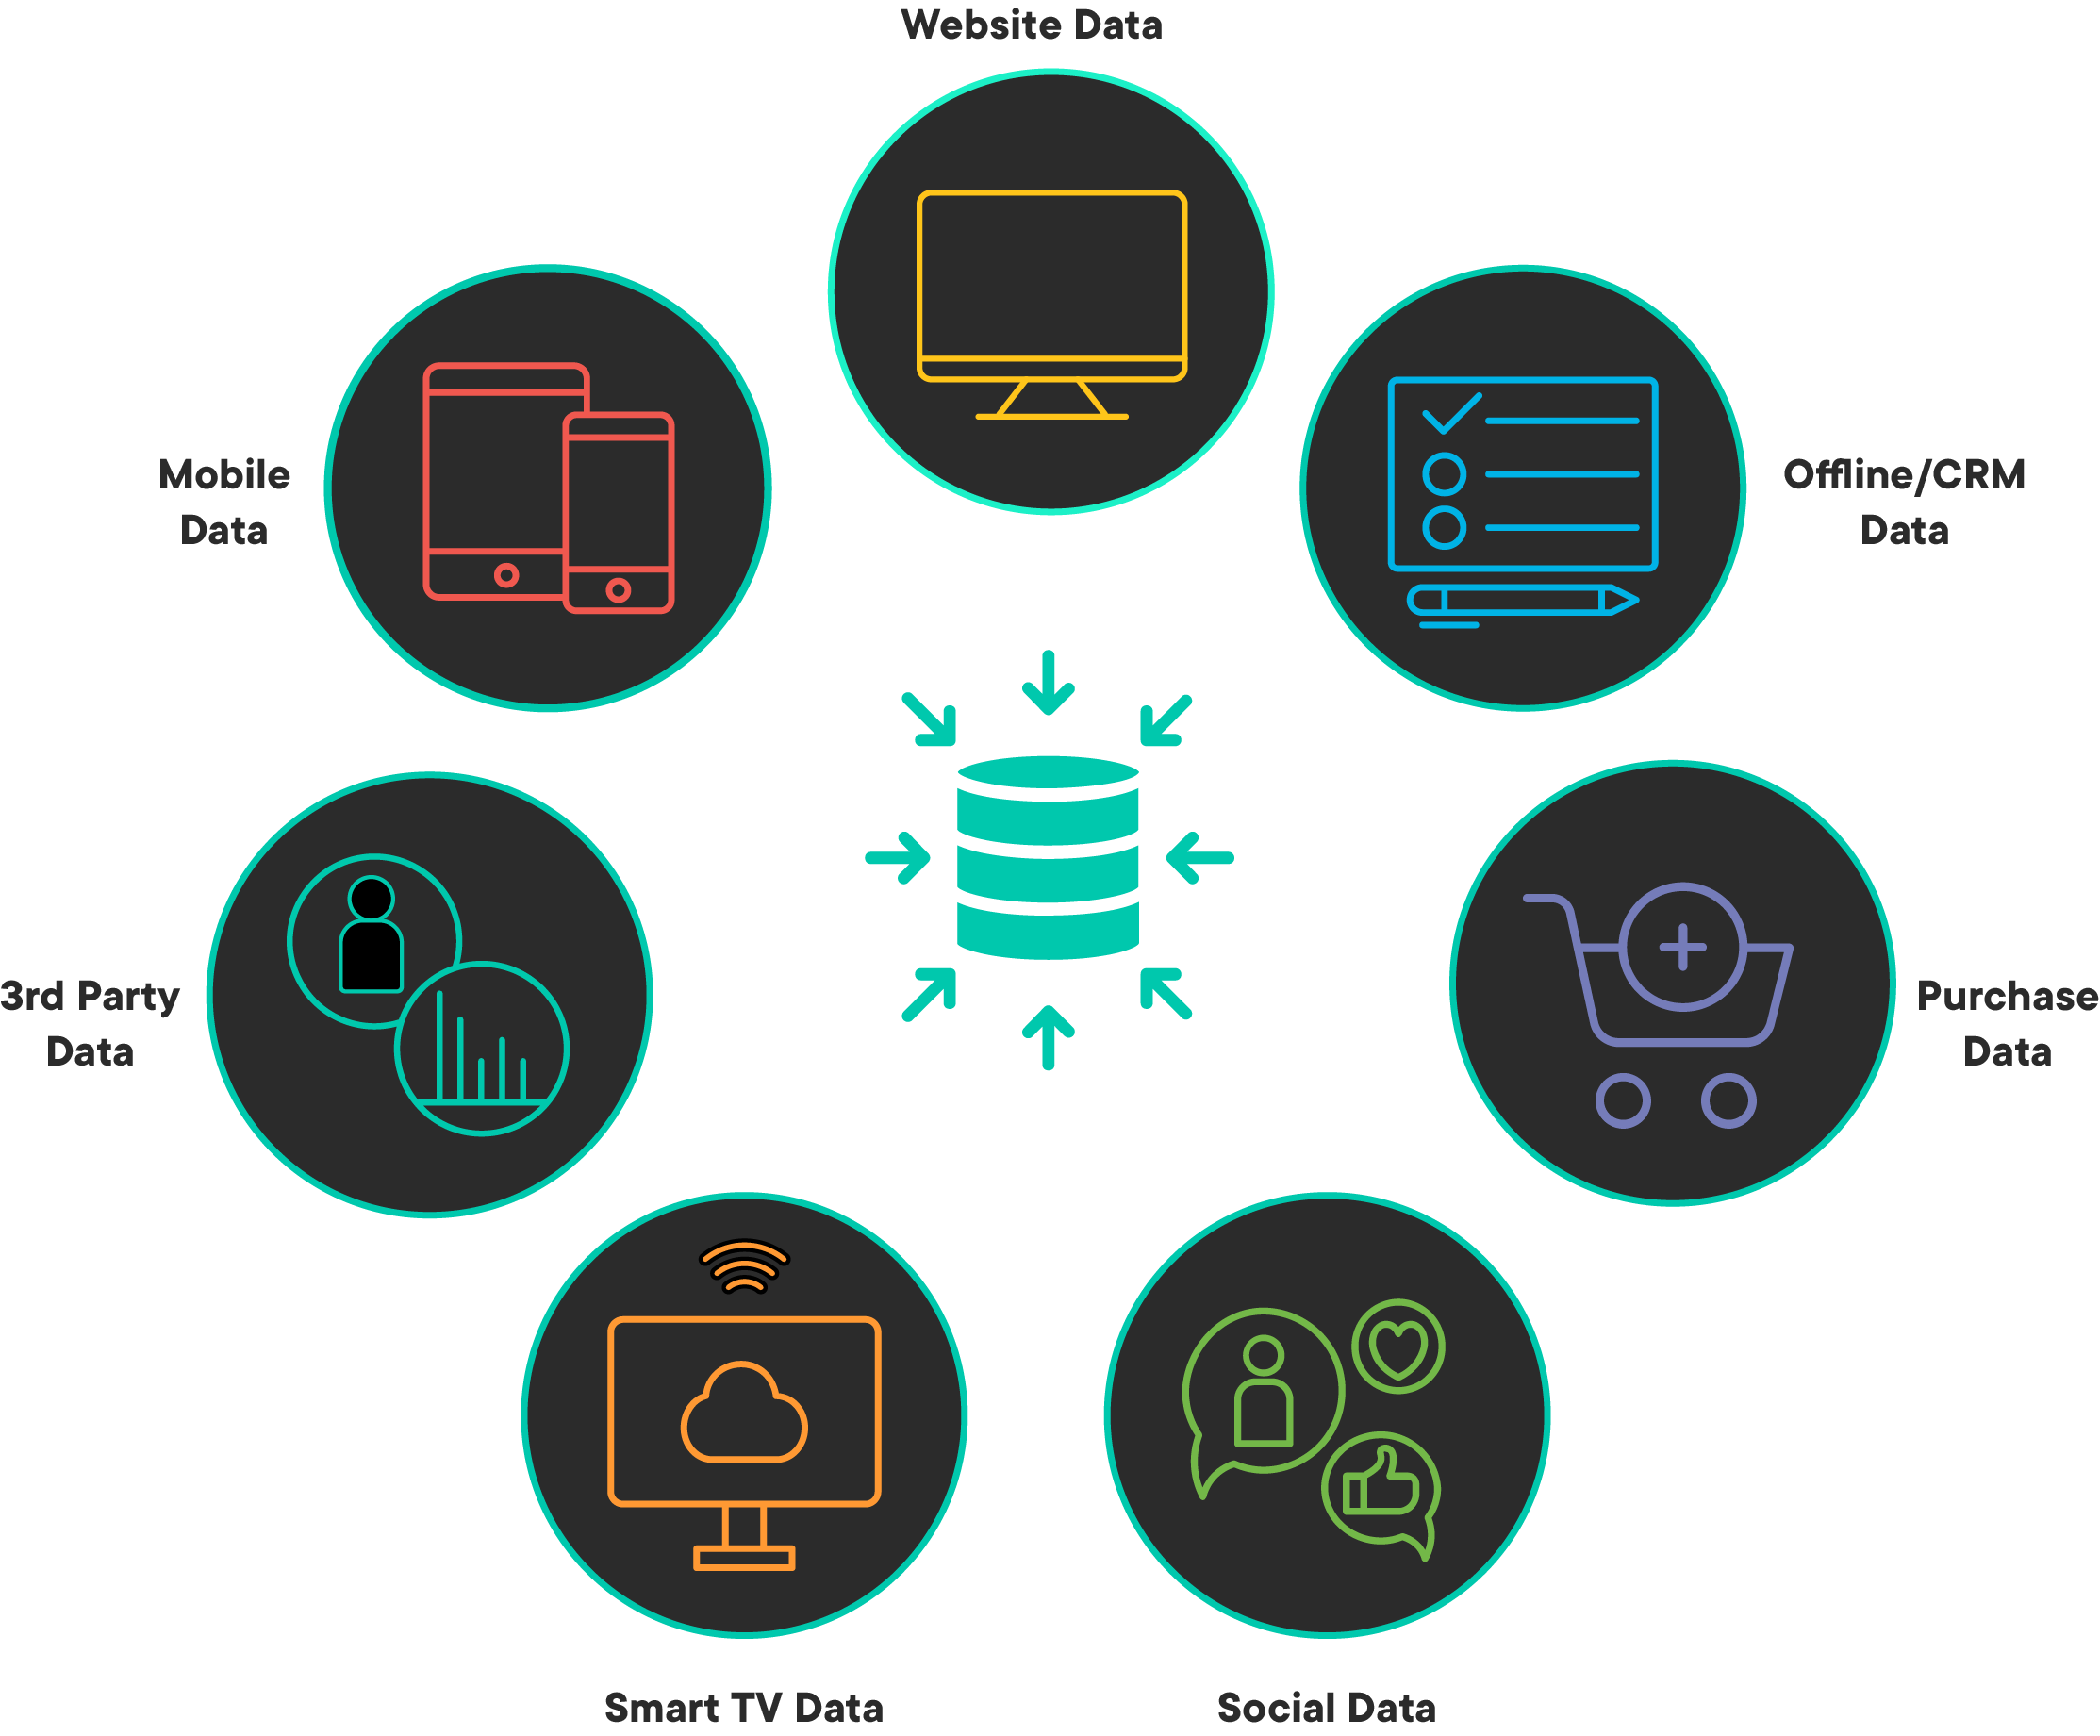 Website Data
Mobile
Data
Offline/CRM
Data
3rd Party
Data
Purchase
Data
Smart TV Data
Social Data